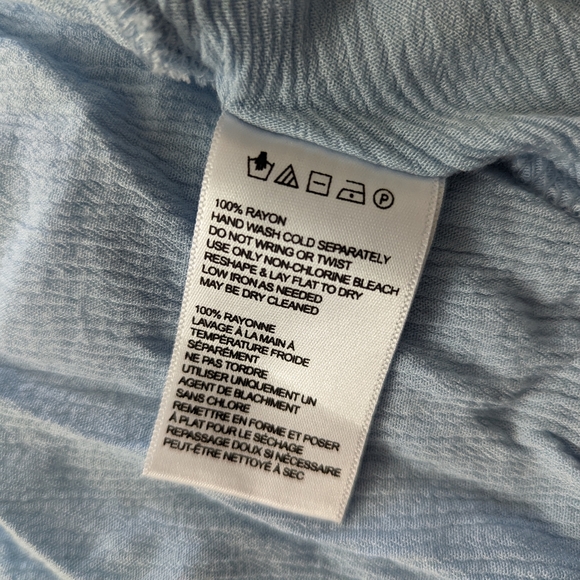 P
100% RAYON
HAND WASH COLD SEPARATELY
DO NOT WRING OR TWIST
USE ONLY NON-CHLORINE BLEACH
RESHAPE & LAY FLAT TO DRY
LOW IRON AS NEEDED
MAY BE DRY CLEANED
100% RAYONNE
LAVAGE À LA MAIN À
TEMPÉRATURE FROIDE
SÉPARÉMENT
NE PAS TORDRE
UTILISER UNIQUEMENT UN
AGENT DE BLACHIMENT
SANS CHLORE
REMETTRE EN FORME ET POSER
À PLAT POUR LE SÉCHAGE
REPASSAGE DOUX SI NÉCESSAIRE
PEUT-ÊTRE NETTOYÉ À SEC